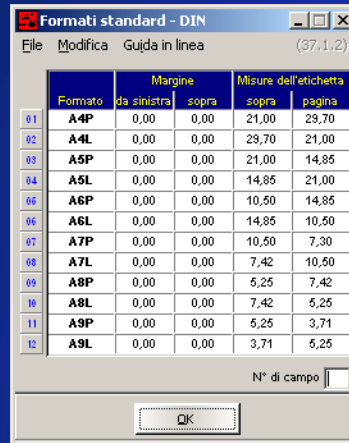 Formati standard - DIN
File Modifica Guida in linea (37.1.2)
Margine Misure dell'etichetta
Formato da sinistra sopra sopra pagina
01 A4P 0,00 0,00 21,00 29,70
02 A4L 0,00 0,00 29,70 21,00
03 A5P 0,00 0,00 21,00 14,85
04 A5L 0,00 0,00 14,85 21,00
05 A6P 0,00 0,00 10,50 14,85
06 A6L 0,00 0,00 14,85 10,50
07 A7P 0,00 0,00 10,50 7,30
08 A7L 0,00 0,00 7,42 10,50
09 A8P 0,00 0,00 5,25 7,42
10 A8L 0,00 0,00 7,42 5,25
11 A9P 0,00 0,00 5,25 3,71
12 A9L 0,00 0,00 3,71 5,25
N° di campo
OK